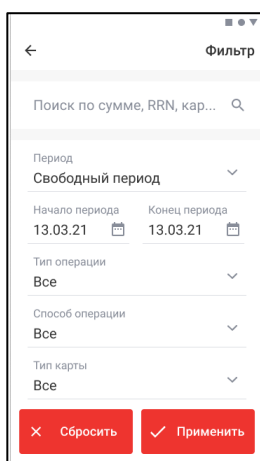 Фильтр
Поиск по сумме, RRN, кар...
Период
Свободный период
Начало периода Конец периода
13.03.21 13.03.21
Тип операции
Все
Способ операции
Все
Тип карты
Все
Сбросить Применить